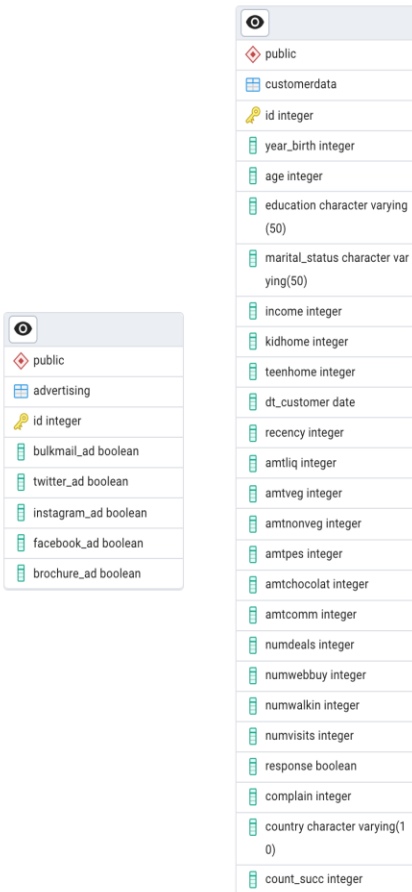 public
advertising
id integer
bulkmail_ad boolean
twitter_ad boolean
instagram_ad boolean
facebook_ad boolean
brochure_ad boolean
public
customerdata
id integer
year_birth integer
age integer
education character varying
(50)
marital_status character var
ying(50)
income integer
kidhome integer
teenhome integer
dt_customer date
recency integer
amtliq integer
amtveg integer
amtnonveg integer
amtpes integer
amtchocolat integer
amtcomm integer
numdeals integer
numwebbuy integer
numwalkin integer
numvisits integer
response boolean
complain integer
country character varying(1
0)
count_succ integer